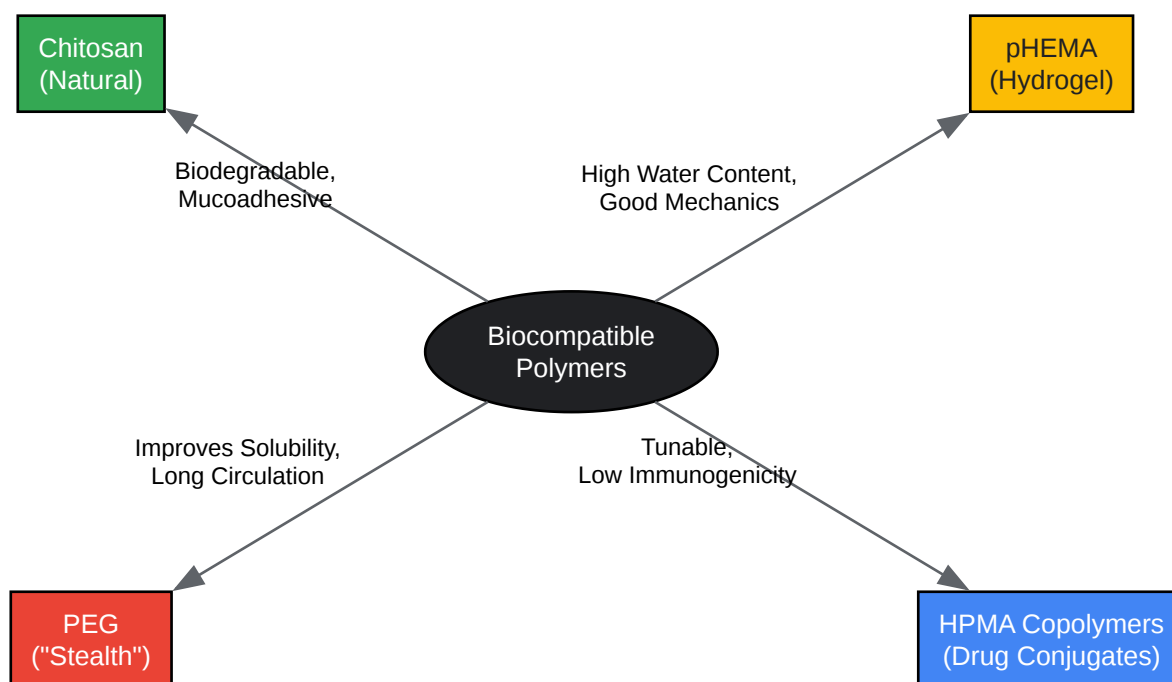 Chitosan
(Natural)
pHEMA
(Hydrogel)
Biodegradable,
Mucoadhesive
High Water Content,
Good Mechanics
Biocompatible
Polymers
Improves Solubility,
Long Circulation
Tunable,
Low Immunogenicity
PEG
("Stealth")
HPMA Copolymers
(Drug Conjugates)